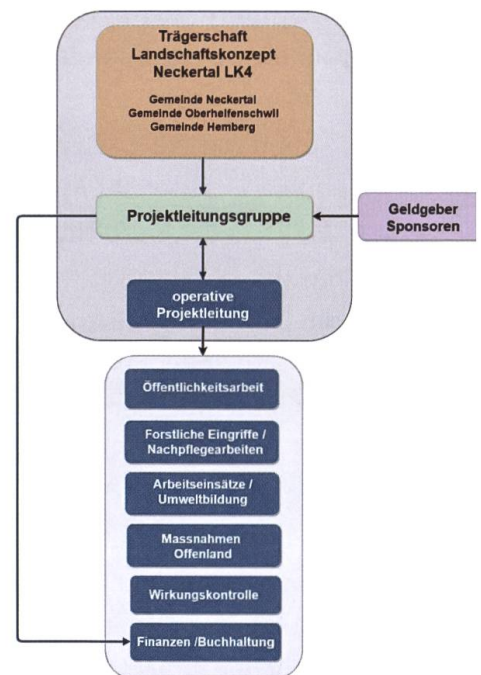 Trägerschaft
Landschaftskonzept
Neckertal LK4
Gemeinde Neckertal
Gemeinde Oberhelfenschwil
Gemeinde Hemberg
Projektleitungsgruppe
Geldgeber
Sponsoren
operative
Projektleitung
Öffentlichkeitsarbeit
Forstliche Eingriffe /
Nachpflegearbeiten
Arbeitseinsätze /
Umweltbildung
Massnahmen
Offenland
Wirkungskontrolle
Finanzen /Buchhaltung